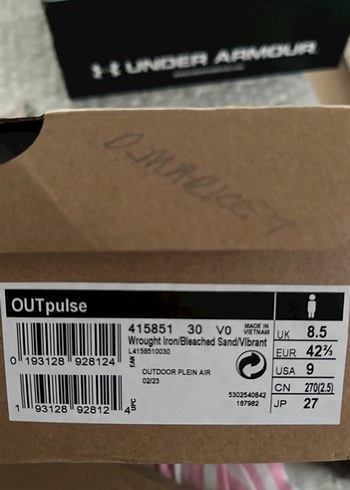 UNDER ARMOUR
OUTpulse
415851 30 V0
MADE IN
VIETNAM
Wrought Iron/Bleached Sand/Vibrant
L4158510030
0 193128 928124
EAN
OUTDOOR PLEIN AIR
02/23
5302540842
187982
1 93128 92812 4
UPC
UK 8.5
EUR 42⅔
USA 9
CN 270(2.5)
JP 27